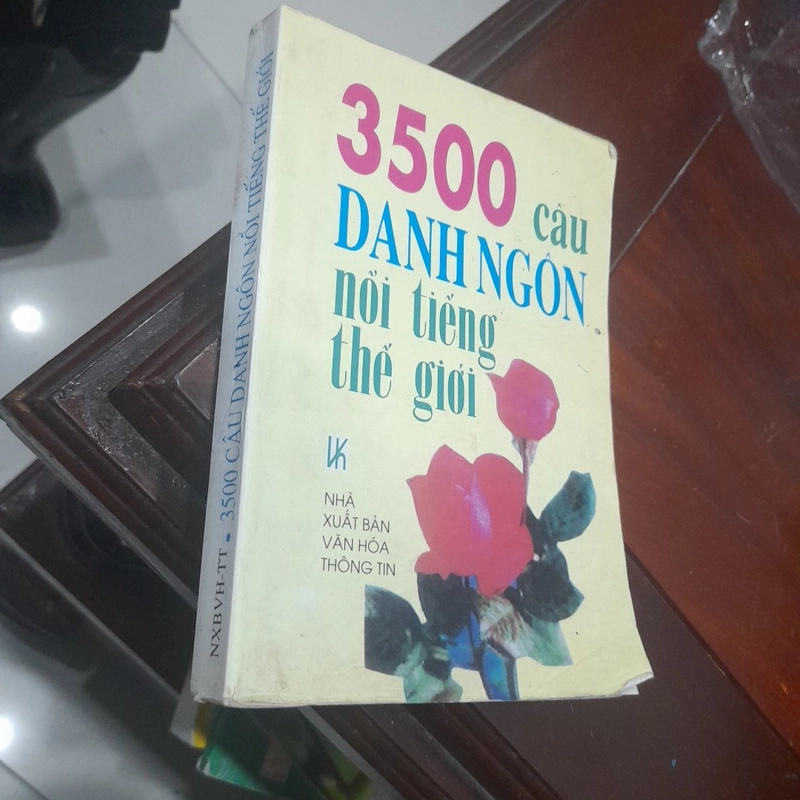 3500 câu
DANH NGÔN
nổi tiếng
thế giới
VH
NHÀ
XUẤT BẢN
VĂN HÓA
THÔNG TIN
NXBVH-TT • 3500 CÂU DANH NGÔN NỔI TIẾNG THẾ GIỚI